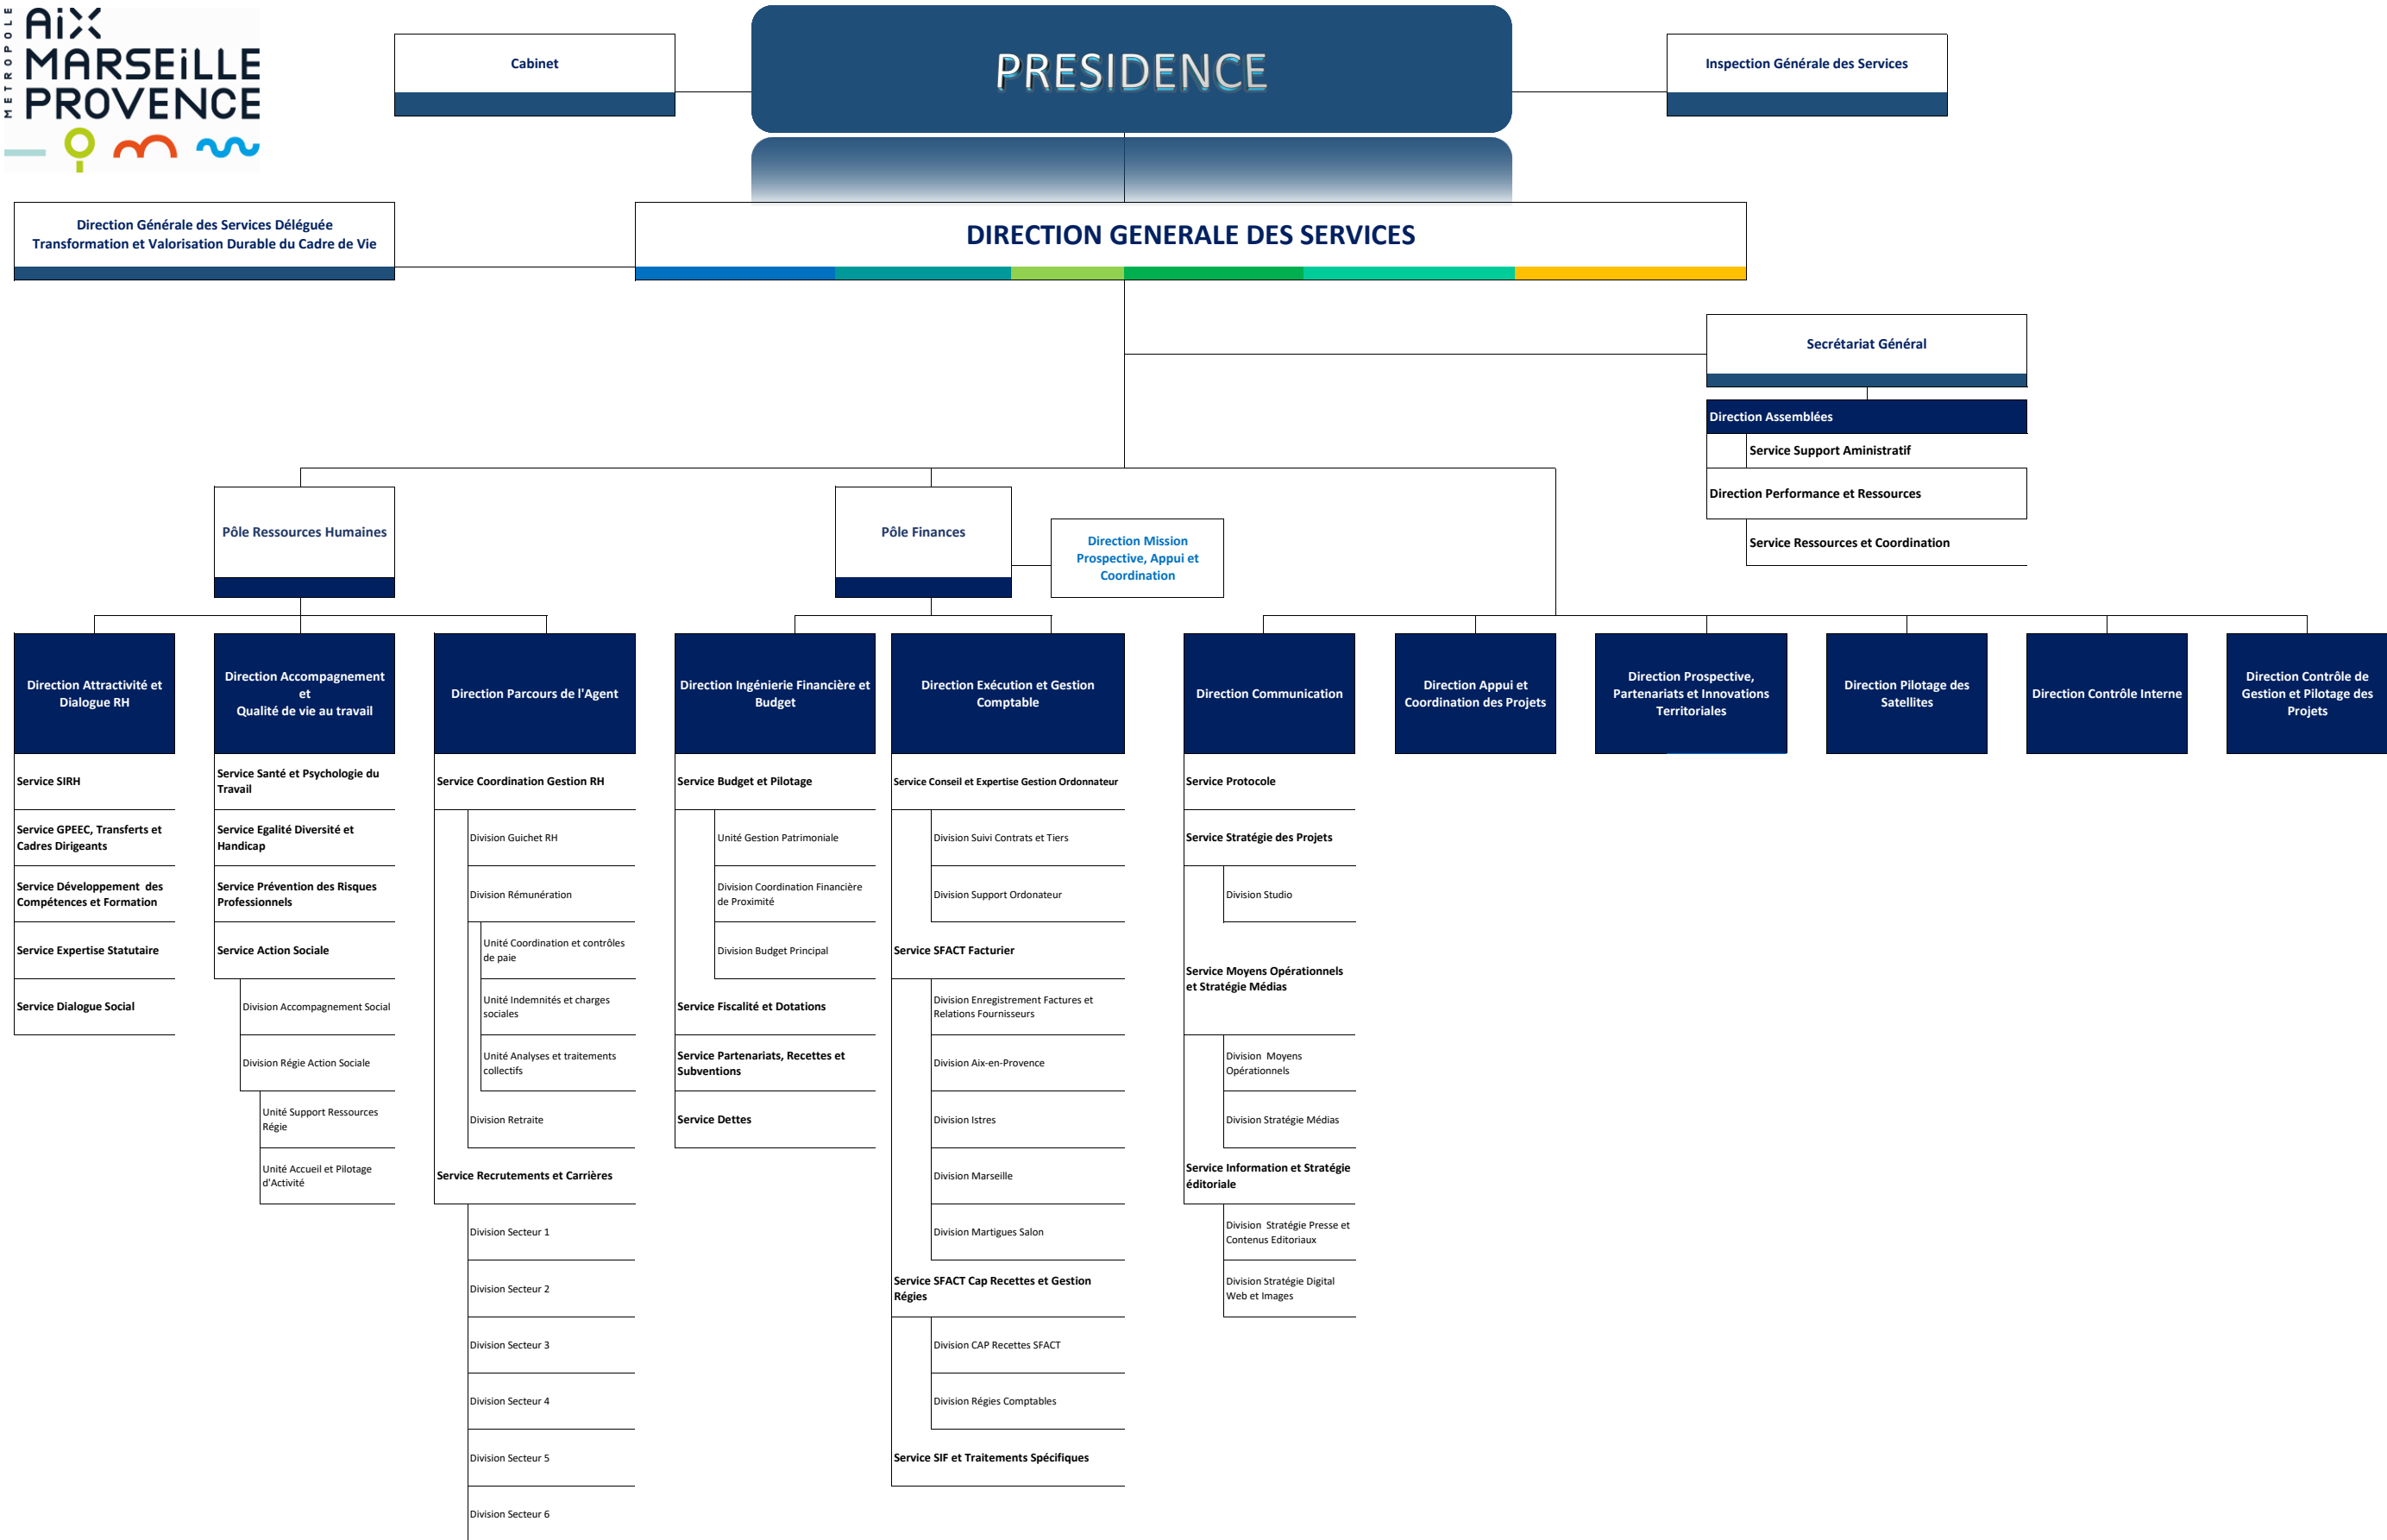 METROPOLE
AiX
MARSEiLLE
PROVENCE
Cabinet
PRESIDENCE
Inspection Générale des Services
Direction Générale des Services Déléguée
Transformation et Valorisation Durable du Cadre de Vie
DIRECTION GENERALE DES SERVICES
Secrétariat Général
Direction Assemblées
Service Support Aministratif
Direction Performance et Ressources
Service Ressources et Coordination
Pôle Ressources Humaines
Pôle Finances
Direction Mission
Prospective, Appui et
Coordination
Direction Attractivité et
Dialogue RH
Service SIRH
Service GPEEC, Transferts et
Cadres Dirigeants
Service Développement  des
Compétences et Formation
Service Expertise Statutaire
Service Dialogue Social
Direction Accompagnement
et
Qualité de vie au travail
Service Santé et Psychologie du
Travail
Service Egalité Diversité et
Handicap
Service Prévention des Risques
Professionnels
Service Action Sociale
Division Accompagnement Social
Division Régie Action Sociale
Unité Support Ressources
Régie
Unité Accueil et Pilotage
d'Activité
Direction Parcours de l'Agent
Service Coordination Gestion RH
Division Guichet RH
Division Rémunération
Unité Coordination et contrôles
de paie
Unité Indemnités et charges
sociales
Unité Analyses et traitements
collectifs
Division Retraite
Service Recrutements et Carrières
Division Secteur 1
Division Secteur 2
Division Secteur 3
Division Secteur 4
Division Secteur 5
Division Secteur 6
Direction Ingénierie Financière et
Budget
Service Budget et Pilotage
Unité Gestion Patrimoniale
Division Coordination Financière
de Proximité
Division Budget Principal
Service Fiscalité et Dotations
Service Partenariats, Recettes et
Subventions
Service Dettes
Direction Exécution et Gestion
Comptable
Service Conseil et Expertise Gestion Ordonnateur
Division Suivi Contrats et Tiers
Division Support Ordonateur
Service SFACT Facturier
Division Enregistrement Factures et
Relations Fournisseurs
Division Aix-en-Provence
Division Istres
Division Marseille
Division Martigues Salon
Service SFACT Cap Recettes et Gestion
Régies
Division CAP Recettes SFACT
Division Régies Comptables
Service SIF et Traitements Spécifiques
Direction Communication
Service Protocole
Service Stratégie des Projets
Division Studio
Service Moyens Opérationnels
et Stratégie Médias
Division  Moyens
Opérationnels
Division Stratégie Médias
Service Information et Stratégie
éditoriale
Division  Stratégie Presse et
Contenus Editoriaux
Division Stratégie Digital
Web et Images
Direction Appui et
Coordination des Projets
Direction Prospective,
Partenariats et Innovations
Territoriales
Direction Pilotage des
Satellites
Direction Contrôle Interne
Direction Contrôle de
Gestion et Pilotage des
Projets